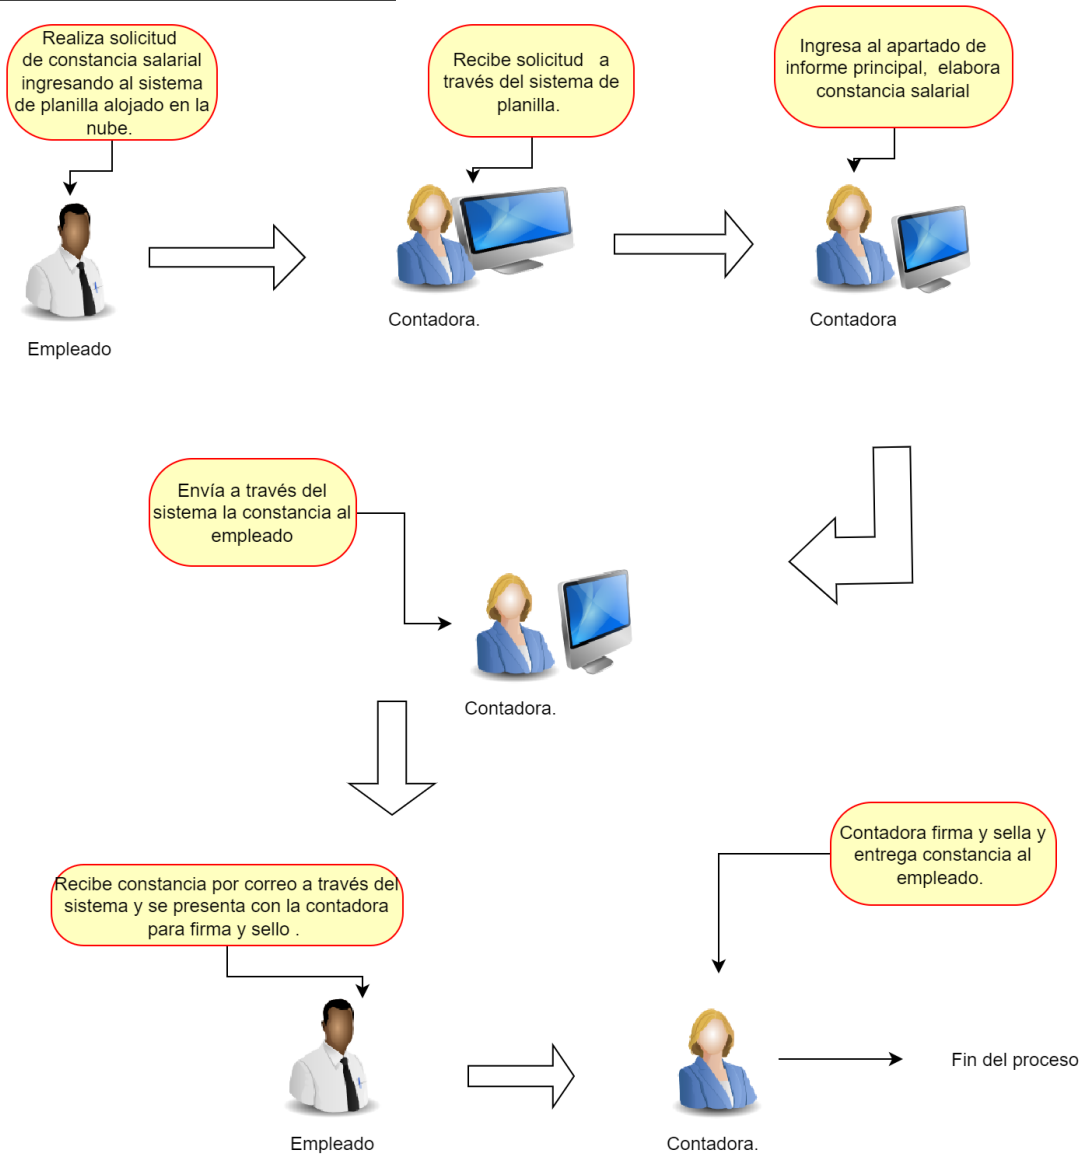 Realiza solicitud
de constancia salarial
ingresando al sistema
de planilla alojado en la
nube.
Recibe solicitud a
través del sistema de
planilla.
Ingresa al apartado de
informe principal, elabora
constancia salarial
Empleado
Contadora.
Contadora
Envía a través del
sistema la constancia al
empleado
Contadora.
Recibe constancia por correo a través del
sistema y se presenta con la contadora
para firma y sello .
Contadora firma y sella y
entrega constancia al
empleado.
Empleado
Contadora.
Fin del proceso